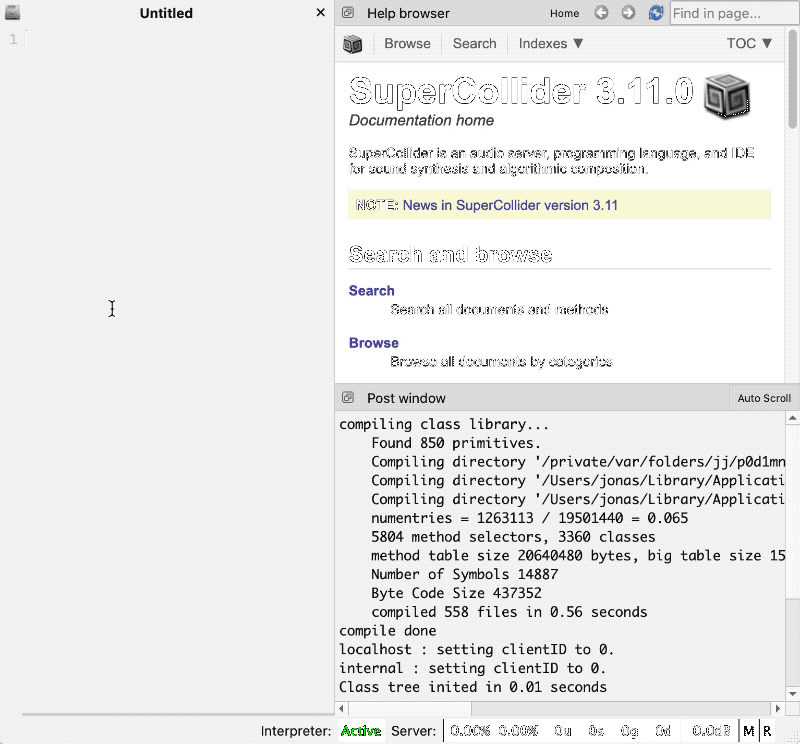 Untitled
1
Help browser Home Find in page...
Browse Search Indexes ▼ TOC ▼
SuperCollider 3.11.0
Documentation home
SuperCollider is an audio server, programming language, and IDE
for sound synthesis and algorithmic composition.
NOTE: News in SuperCollider version 3.11
Search and browse
Search
Search all documents and methods
Browse
Browse all documents by categories
Post window Auto Scroll
compiling class library...
Found 850 primitives.
Compiling directory '/private/var/folders/jj/p0d1mn
Compiling directory '/Users/jonas/Library/Applicati
Compiling directory '/Users/jonas/Library/Applicati
numentries = 1263113 / 19501440 = 0.065
5804 method selectors, 3360 classes
method table size 20640480 bytes, big table size 15
Number of Symbols 14887
Byte Code Size 437352
compiled 558 files in 0.56 seconds
compile done
localhost : setting clientID to 0.
internal : setting clientID to 0.
Class tree inited in 0.01 seconds
Interpreter: Active Server: 0.00% 0.00% 0u 0s 0g 0d 0.0dB M R